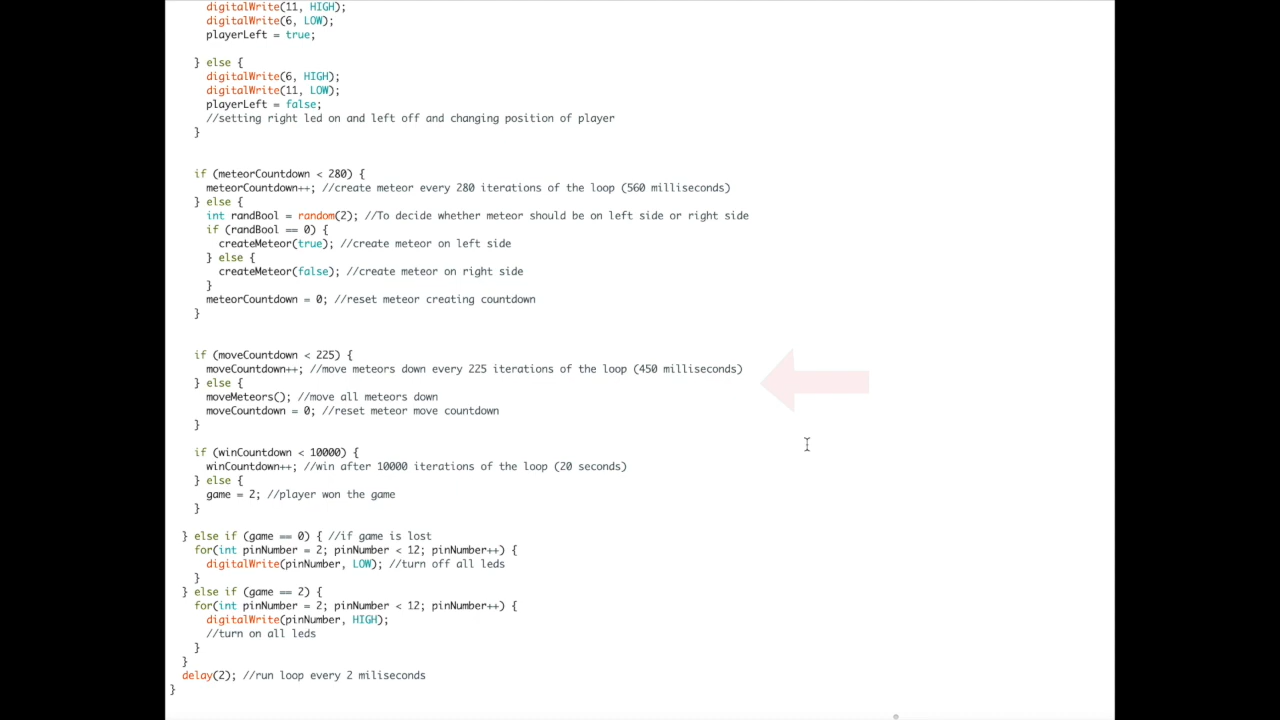 digitalWrite(11, HIGH);
digitalWrite(6, LOW);
playerLeft = true;
} else {
digitalWrite(6, HIGH);
digitalWrite(11, LOW);
playerLeft = false;
//setting right led on and left off and changing position of player
}
if (meteorCountdown < 280) {
meteorCountdown++; //create meteor every 280 iterations of the loop (560 milliseconds)
} else {
int randBool = random(2); //To decide whether meteor should be on left side or right side
if (randBool == 0) {
createMeteor(true); //create meteor on left side
} else {
createMeteor(false); //create meteor on right side
}
meteorCountdown = 0; //reset meteor creating countdown
}
if (moveCountdown < 225) {
moveCountdown++; //move meteors down every 225 iterations of the loop (450 milliseconds)
} else {
moveMeteors(); //move all meteors down
moveCountdown = 0; //reset meteor move countdown
}
if (winCountdown < 10000) {
winCountdown++; //win after 10000 iterations of the loop (20 seconds)
} else {
game = 2; //player won the game
}
} else if (game == 0) { //if game is lost
for(int pinNumber = 2; pinNumber < 12; pinNumber++) {
digitalWrite(pinNumber, LOW); //turn off all leds
}
} else if (game == 2) {
for(int pinNumber = 2; pinNumber < 12; pinNumber++) {
digitalWrite(pinNumber, HIGH);
//turn on all leds
}
}
delay(2); //run loop every 2 miliseconds
}